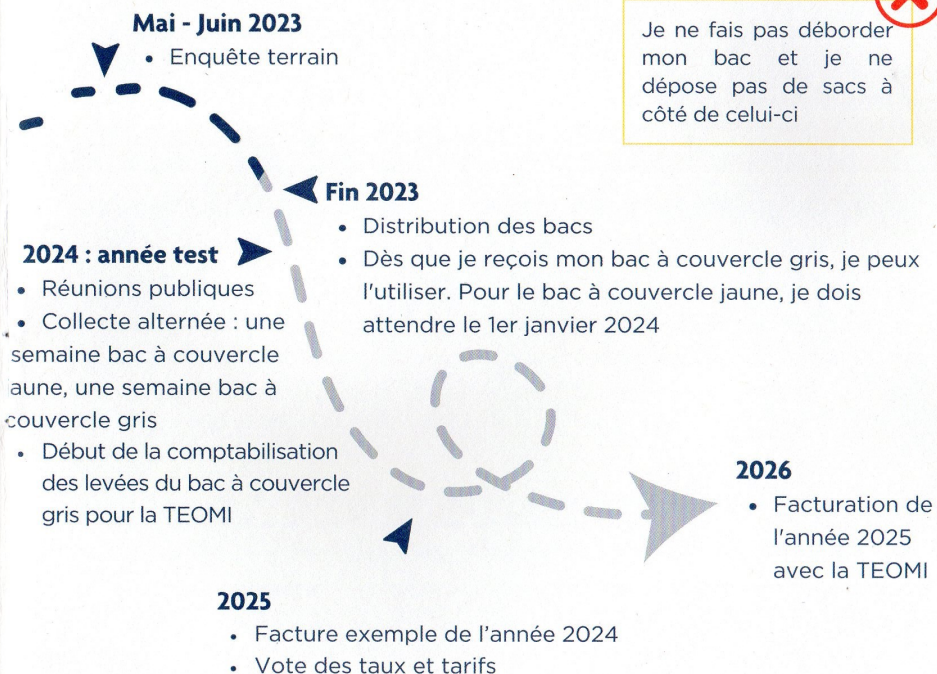 Mai - Juin 2023
• Enquête terrain
Je ne fais pas déborder
mon bac et je ne
dépose pas de sacs à
côté de celui-ci
Fin 2023
• Distribution des bacs
• Dès que je reçois mon bac à couvercle gris, je peux
l'utiliser. Pour le bac à couvercle jaune, je dois
attendre le 1er janvier 2024
2024 : année test
• Réunions publiques
• Collecte alternée : une
semaine bac à couvercle
aune, une semaine bac à
couvercle gris
• Début de la comptabilisation
des levées du bac à couvercle
gris pour la TEOMI
2025
• Facture exemple de l'année 2024
• Vote des taux et tarifs
2026
• Facturation de
l'année 2025
avec la TEOMI